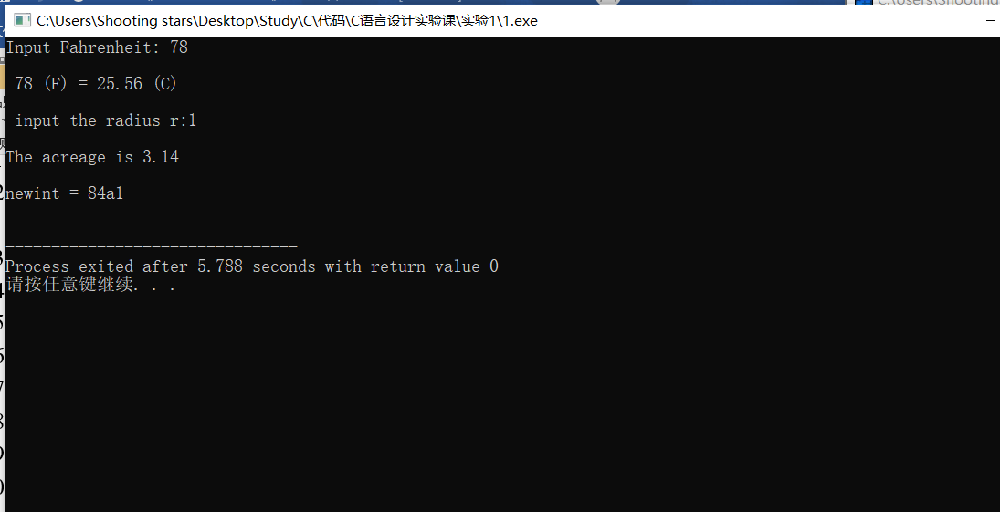 C:\Users\Shooting stars\Desktop\Study\C\代码\C语言设计实验课\实验1\1.exe
Input Fahrenheit: 78
78 (F) = 25.56 (C)
input the radius r:1
The acreage is 3.14
newint = 84a1
--------------------------------
Process exited after 5.788 seconds with return value 0
请按任意键继续. . .